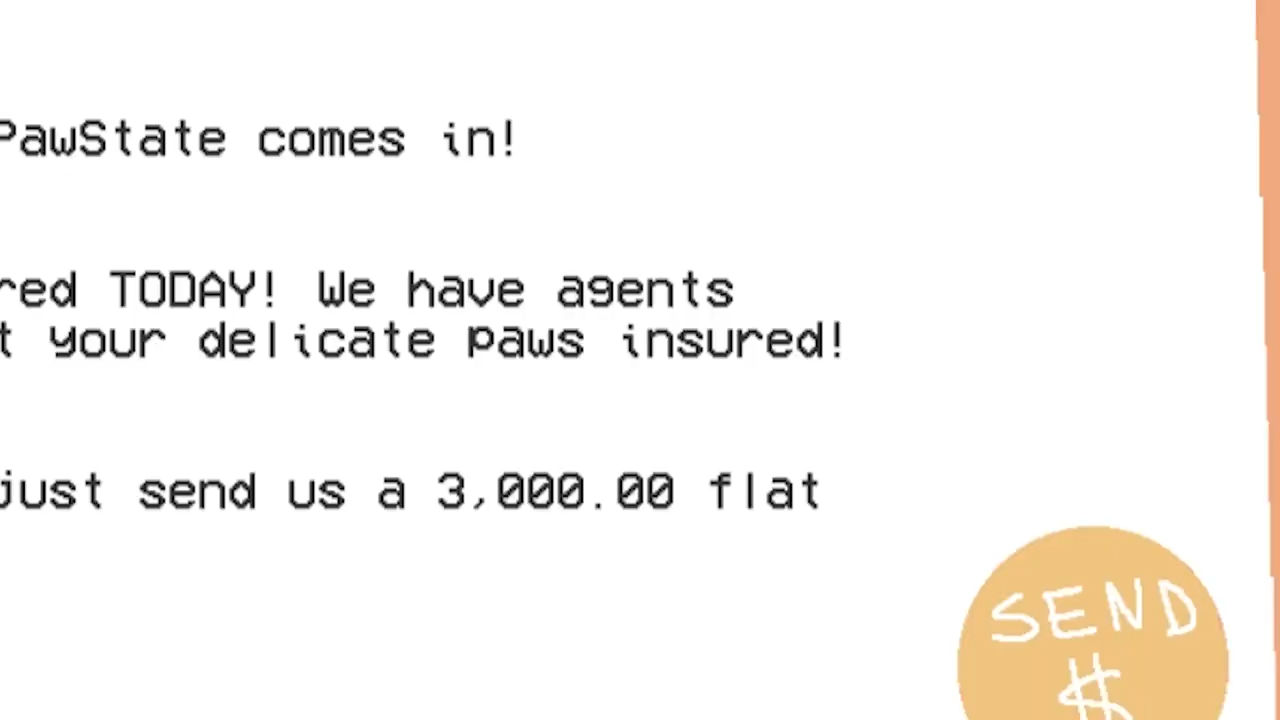 PawState comes in!
red TODAY! We have agents
t your delicate paws insured!
just send us a 3,000.00 flat
SEND
$